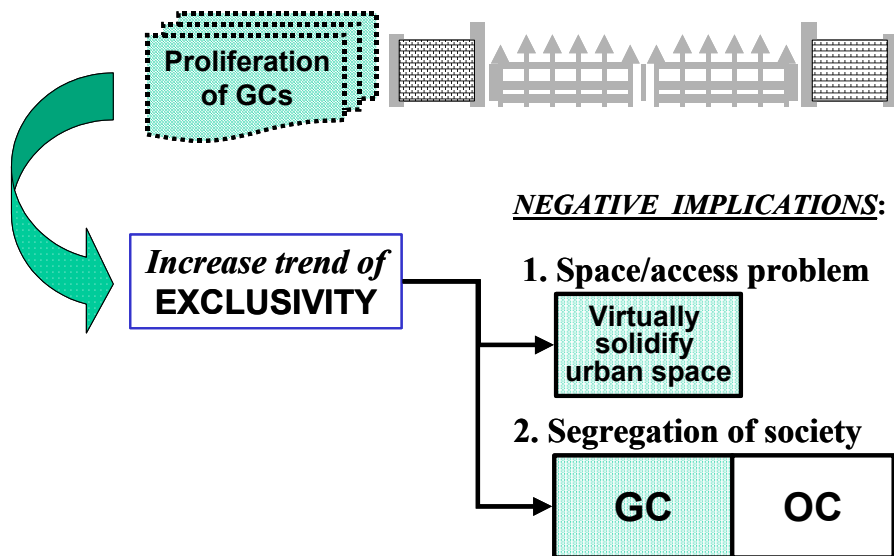 Proliferation
of GCs
NEGATIVE IMPLICATIONS:
Increase trend of
EXCLUSIVITY
1. Space/access problem
Virtually
solidify
urban space
2. Segregation of society
GC OC